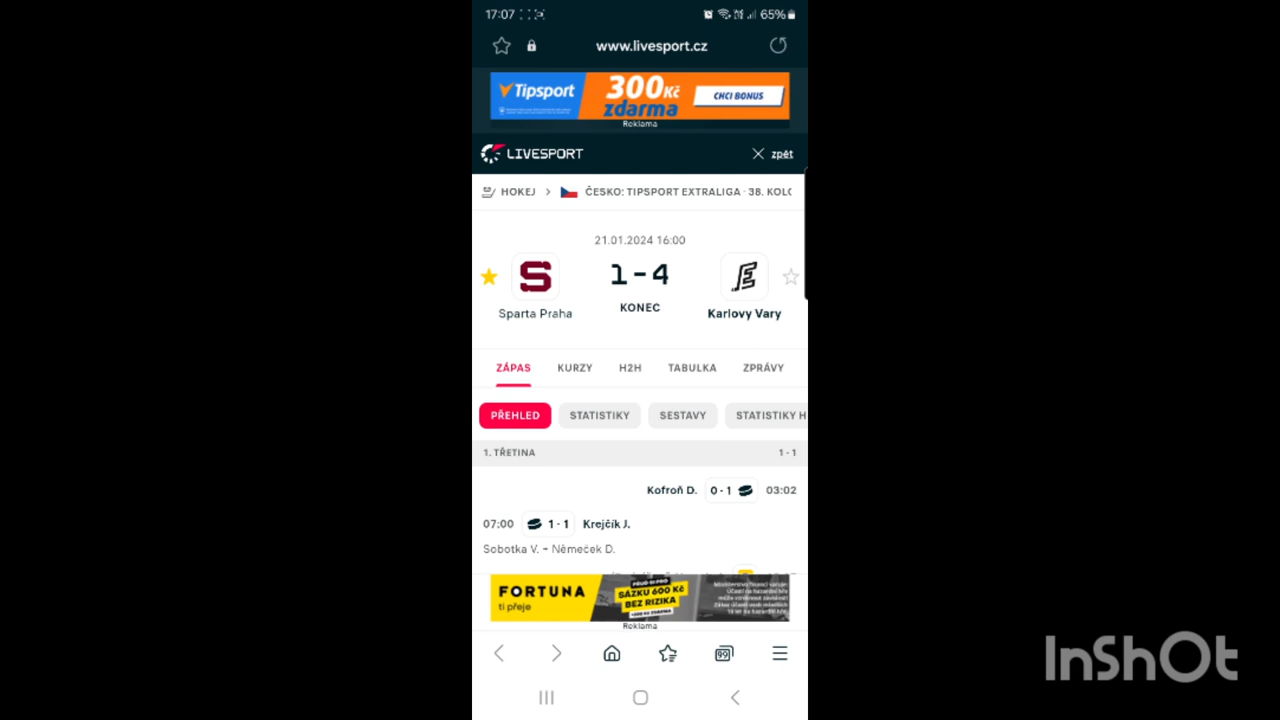 17:07
65%
www.livesport.cz
Tipsport
300Kč
zdarma
CHCI BONUS
Reklama
LIVESPORT
zpět
HOKEJ > ČESKO: TIPSPORT EXTRALIGA · 38. KOLO
21.01.2024 16:00
S
1 - 4
KONEC
Sparta Praha
Karlovy Vary
ZÁPAS KURZY H2H TABULKA ZPRÁVY
PŘEHLED STATISTIKY SESTAVY STATISTIKY H
1. TŘETINA 1 - 1
Kofroň D. 0 - 1 03:02
07:00 1 - 1 Krejčík J.
Sobotka V. + Němeček D.
FORTUNA
ti přeje
SÁZKU 600 Kč
BEZ RIZIKA
Reklama
99
InShOt